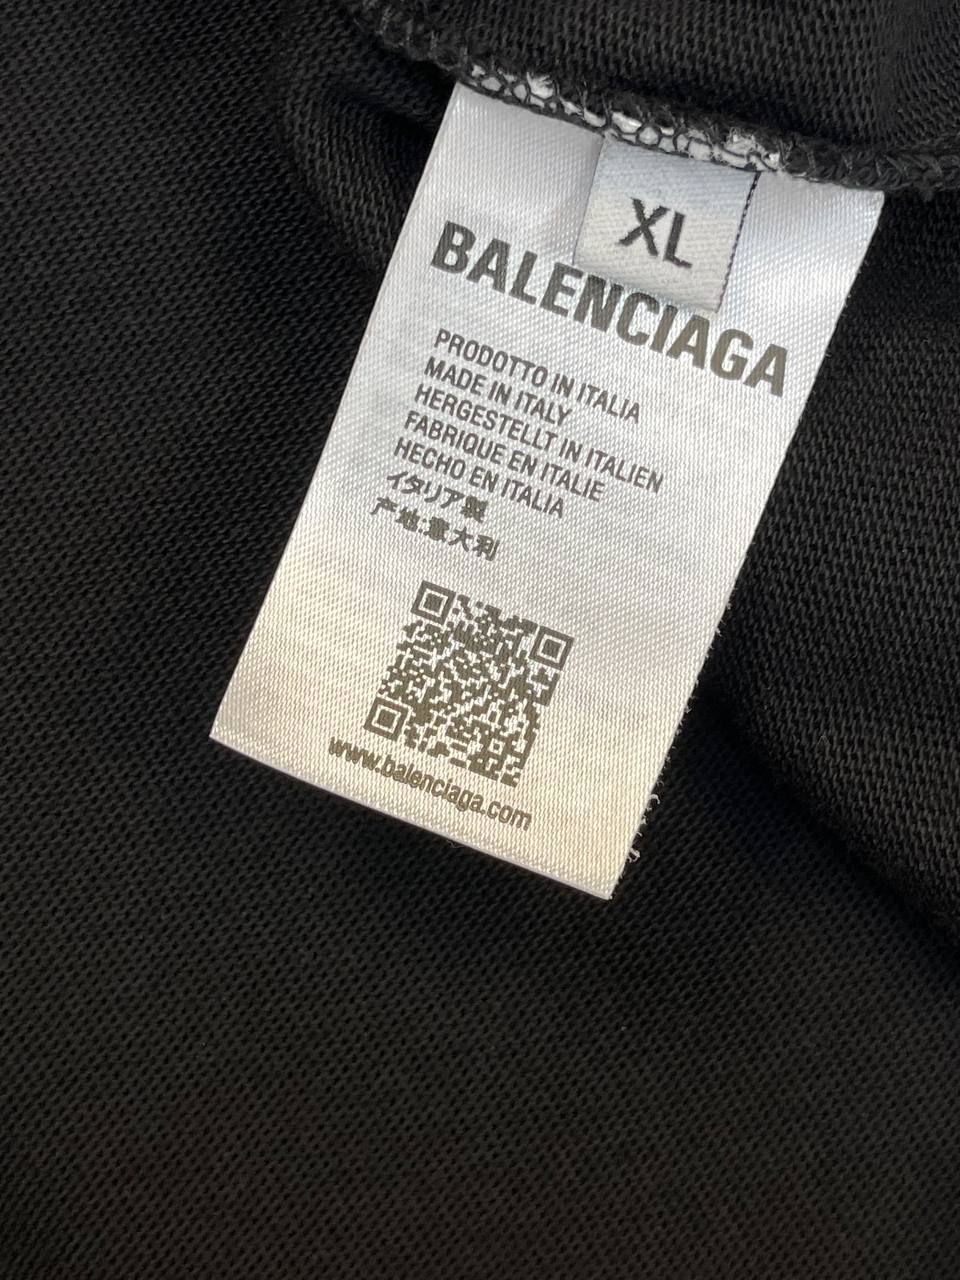 XL
BALENCIAGA
PRODOTTO IN ITALIA
MADE IN ITALY
HERGESTELLT IN ITALIEN
FABRIQUE EN ITALIE
HECHO EN ITALIA
イタリア製
产地:意大利
www.balenciaga.com